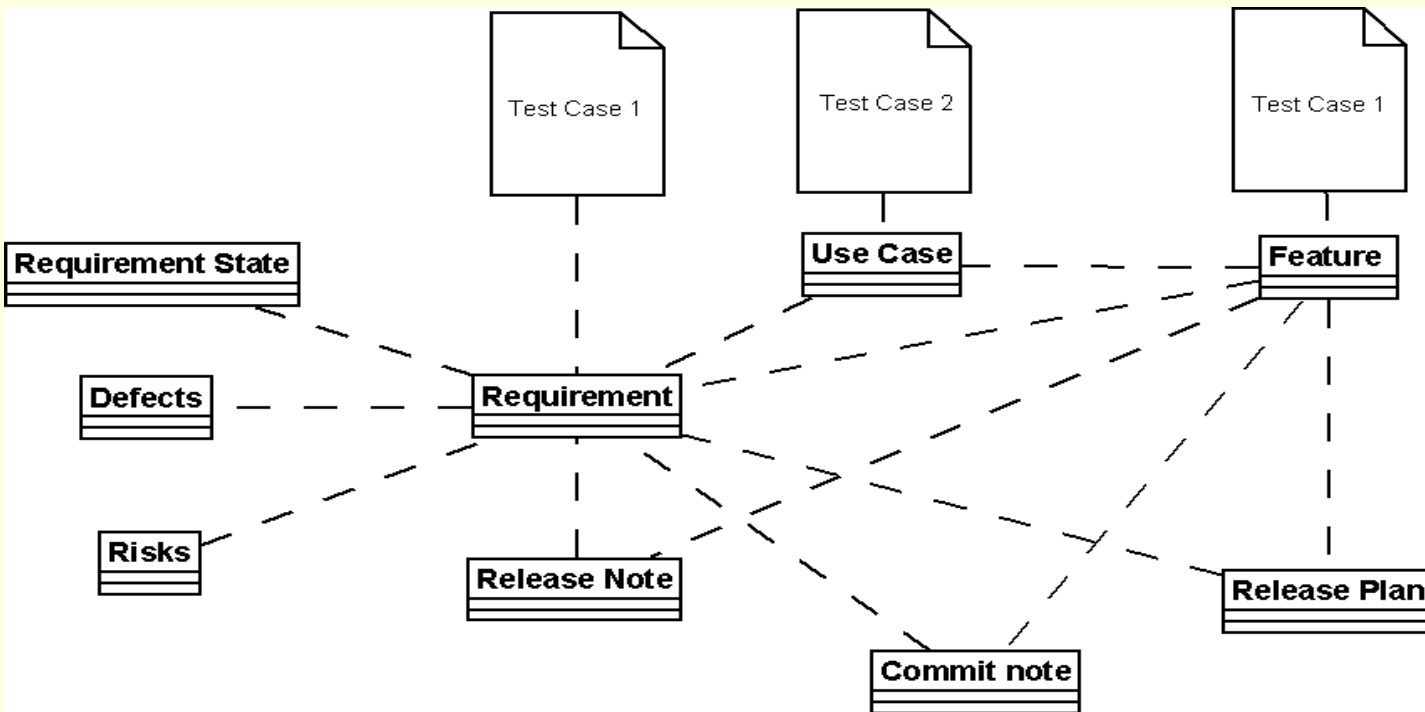 Test Case 1
Test Case 2
Test Case 1
Requirement State
Use Case
Feature
Defects
Requirement
Risks
Release Note
Release Plan
Commit note